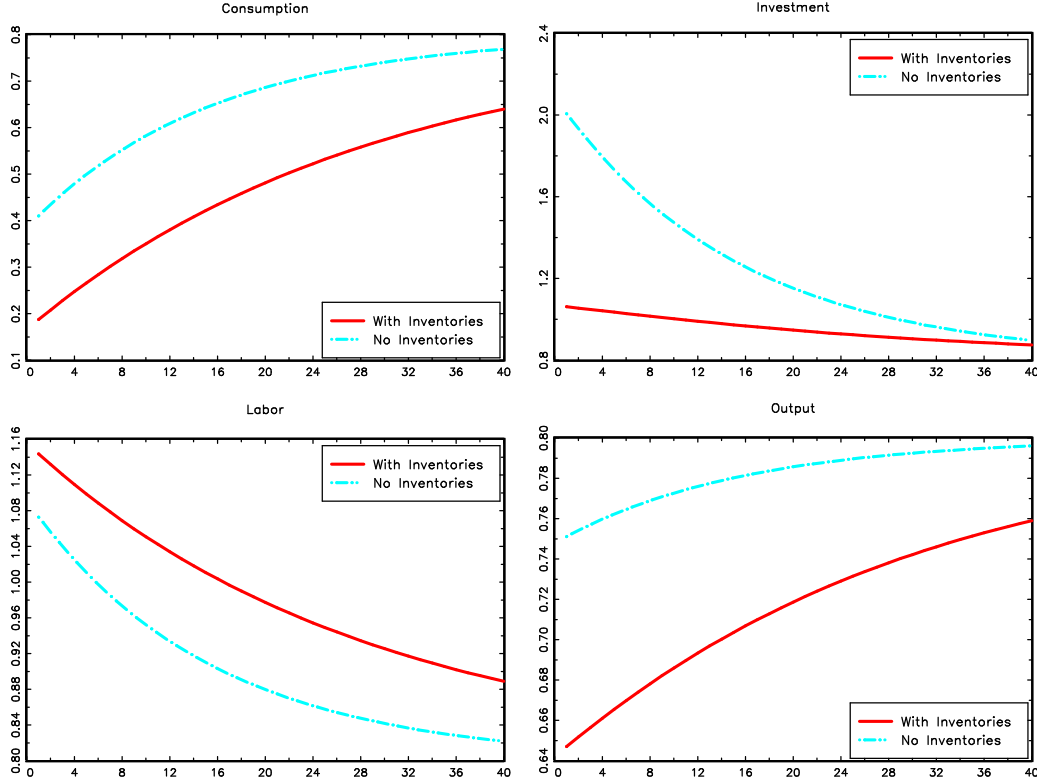 Consumption
0.8
0.7
0.6
0.5
0.4
0.3
0.2
0.1
With Inventories
No Inventories
0 4 8 12 16 20 24 28 32 36 40
Investment
2.4
2.0
1.6
1.2
0.8
With Inventories
No Inventories
0 4 8 12 16 20 24 28 32 36 40
Labor
1.16
1.12
1.08
1.04
1.00
0.96
0.92
0.88
0.84
0.80
With Inventories
No Inventories
0 4 8 12 16 20 24 28 32 36 40
Output
0.80
0.78
0.76
0.74
0.72
0.70
0.68
0.66
0.64
With Inventories
No Inventories
0 4 8 12 16 20 24 28 32 36 40